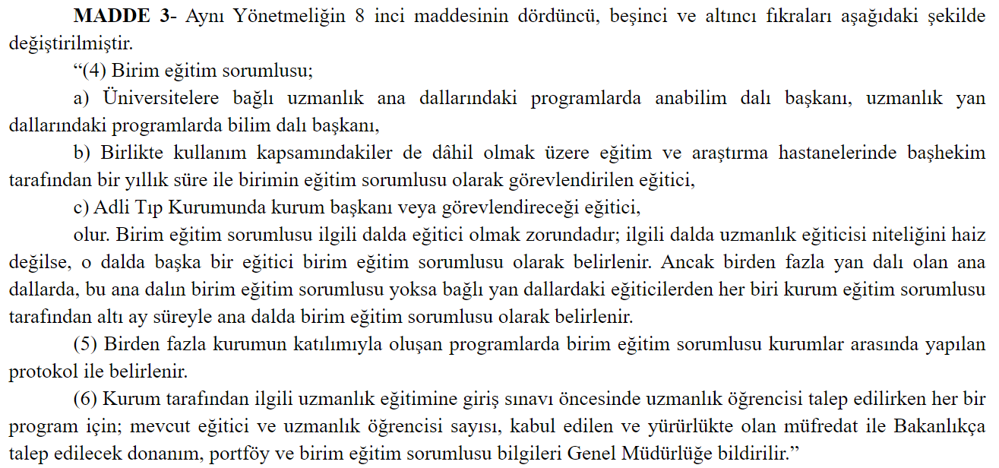 MADDE 3- Aynı Yönetmeliğin 8 inci maddesinin dördüncü, beşinci ve altıncı fıkraları aşağıdaki şekilde
değiştirilmiştir.
“(4) Birim eğitim sorumlusu;
a) Üniversitelere bağlı uzmanlık ana dallarındaki programlarda anabilim dalı başkanı, uzmanlık yan
dallarındaki programlarda bilim dalı başkanı,
b) Birlikte kullanım kapsamındakiler de dâhil olmak üzere eğitim ve araştırma hastanelerinde başhekim
tarafından bir yıllık süre ile birimin eğitim sorumlusu olarak görevlendirilen eğitici,
c) Adli Tıp Kurumunda kurum başkanı veya görevlendireceği eğitici,
olur. Birim eğitim sorumlusu ilgili dalda eğitici olmak zorundadır; ilgili dalda uzmanlık eğiticisi niteliğini haiz
değilse, o dalda başka bir eğitici birim eğitim sorumlusu olarak belirlenir. Ancak birden fazla yan dalı olan ana
dallarda, bu ana dalın birim eğitim sorumlusu yoksa bağlı yan dallardaki eğiticilerden her biri kurum eğitim sorumlusu
tarafından altı ay süreyle ana dalda birim eğitim sorumlusu olarak belirlenir.
(5) Birden fazla kurumun katılımıyla oluşan programlarda birim eğitim sorumlusu kurumlar arasında yapılan
protokol ile belirlenir.
(6) Kurum tarafından ilgili uzmanlık eğitimine giriş sınavı öncesinde uzmanlık öğrencisi talep edilirken her bir
program için; mevcut eğitici ve uzmanlık öğrencisi sayısı, kabul edilen ve yürürlükte olan müfredat ile Bakanlıkça
talep edilecek donanım, portföy ve birim eğitim sorumlusu bilgileri Genel Müdürlüğe bildirilir.”